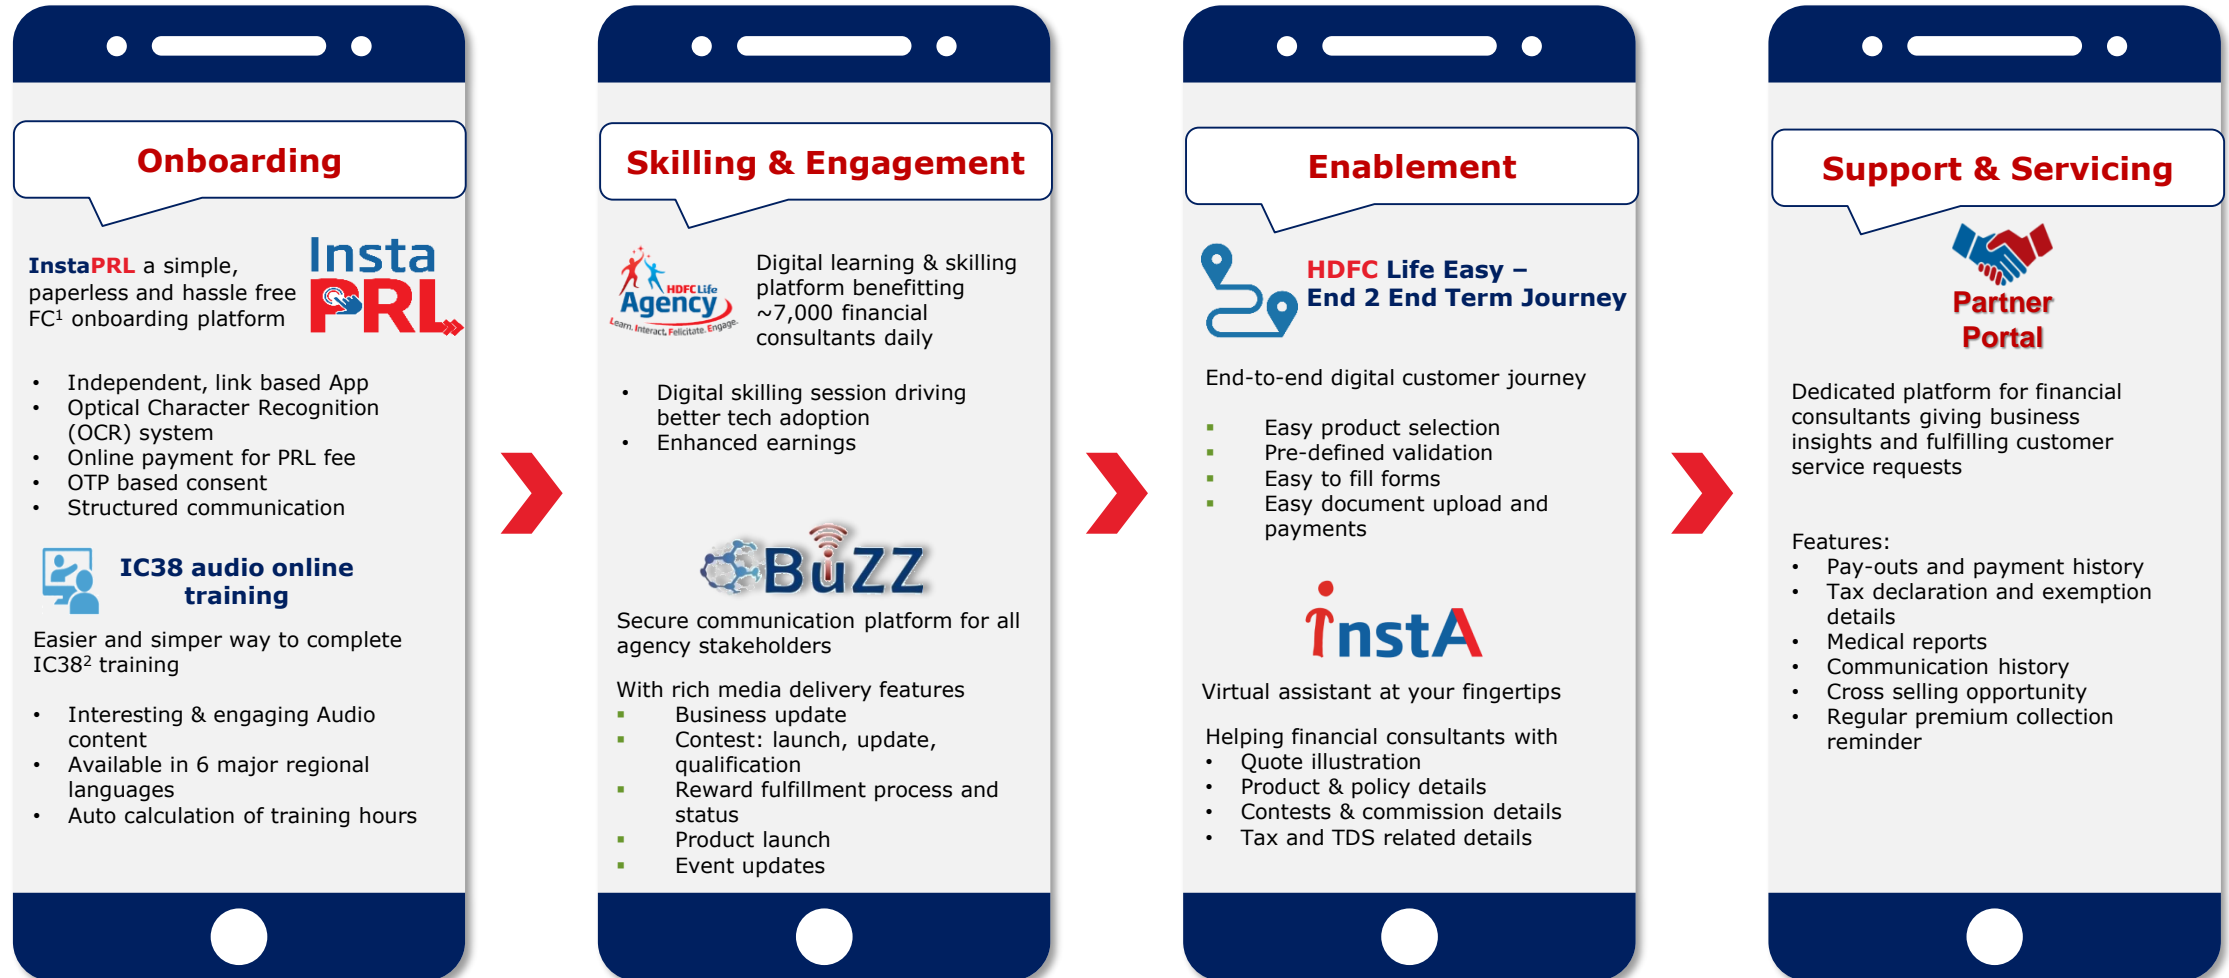 Onboarding
InstaPRL a simple,
paperless and hassle free
FC¹ onboarding platform
Insta
PRL
• Independent, link based App
• Optical Character Recognition
(OCR) system
• Online payment for PRL fee
• OTP based consent
• Structured communication
IC38 audio online
training
Easier and simper way to complete
IC38² training
• Interesting & engaging Audio
content
• Available in 6 major regional
languages
• Auto calculation of training hours
Skilling & Engagement
HDFC Life
Agency
Learn. Interact. Felicitate. Engage.
Digital learning & skilling
platform benefitting
~7,000 financial
consultants daily
• Digital skilling session driving
better tech adoption
• Enhanced earnings
BuZZ
Secure communication platform for all
agency stakeholders
With rich media delivery features
▪ Business update
▪ Contest: launch, update,
qualification
▪ Reward fulfillment process and
status
▪ Product launch
▪ Event updates
Enablement
HDFC Life Easy –
End 2 End Term Journey
End-to-end digital customer journey
▪ Easy product selection
▪ Pre-defined validation
▪ Easy to fill forms
▪ Easy document upload and
payments
instA
Virtual assistant at your fingertips
Helping financial consultants with
• Quote illustration
• Product & policy details
• Contests & commission details
• Tax and TDS related details
Support & Servicing
Partner
Portal
Dedicated platform for financial
consultants giving business
insights and fulfilling customer
service requests
Features:
• Pay-outs and payment history
• Tax declaration and exemption
details
• Medical reports
• Communication history
• Cross selling opportunity
• Regular premium collection
reminder